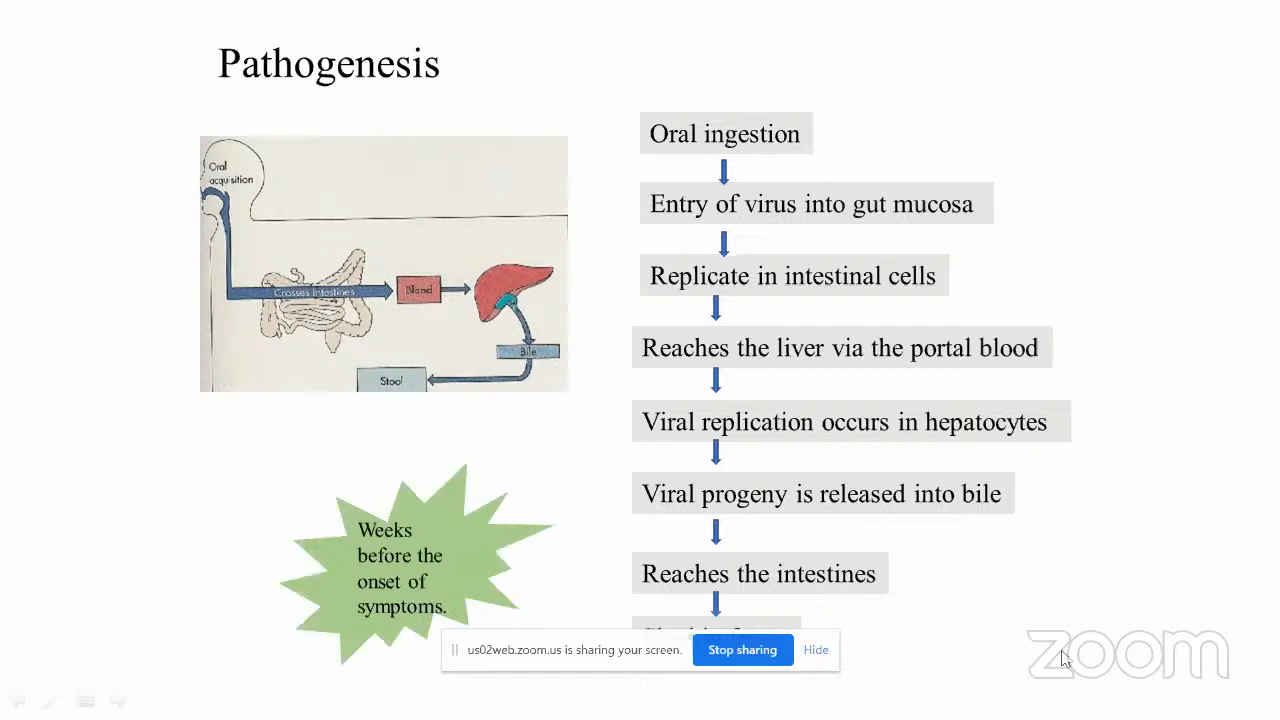 Pathogenesis
Oral
acquisition
Crosses intestines
Blood
Bile
Stool
Oral ingestion
Entry of virus into gut mucosa
Replicate in intestinal cells
Reaches the liver via the portal blood
Viral replication occurs in hepatocytes
Viral progeny is released into bile
Reaches the intestines
Weeks
before the
onset of
symptoms.
us02web.zoom.us is sharing your screen.
Stop sharing
Hide
zoom